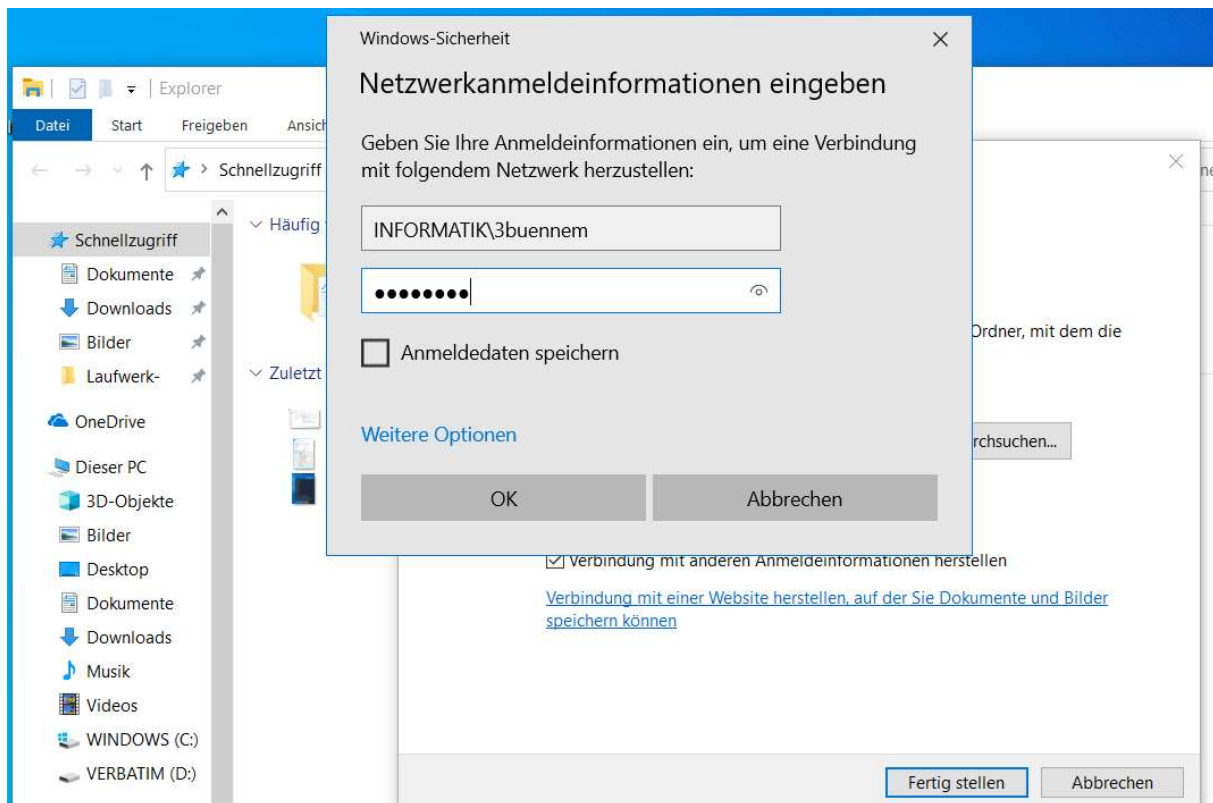 Windows-Sicherheit
Netzwerkanmeldeinformationen eingeben
Geben Sie Ihre Anmeldeinformationen ein, um eine Verbindung
mit folgendem Netzwerk herzustellen:
INFORMATIK\3buennem
●●●●●●●●
Anmeldedaten speichern
Weitere Optionen
OK
Abbrechen
Explorer
Datei Start Freigeben
Schnellzugriff
Schnellzugriff
Dokumente
Downloads
Bilder
Laufwerk-
OneDrive
Dieser PC
3D-Objekte
Bilder
Desktop
Dokumente
Downloads
Musik
Videos
WINDOWS (C:)
VERBATIM (D:)
Häufig
Zuletzt
Ordner, mit dem die
rchsuchen...
Verbindung mit anderen Anmeldeinformationen herstellen
Verbindung mit einer Website herstellen, auf der Sie Dokumente und Bilder
speichern können
Fertig stellen Abbrechen